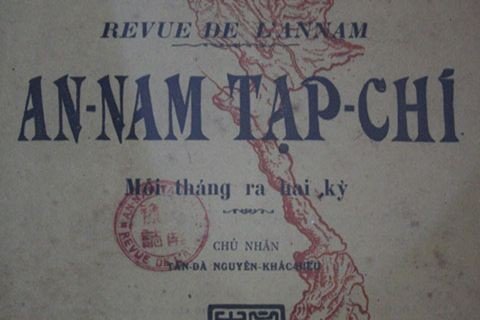 REVUE DE L'ANNAM
AN-NAM TẠP-CHÍ
Mỗi tháng ra hai kỳ
CHỦ NHÂN
TẢN-ĐÀ NGUYỄN-KHẮC-HIẾU